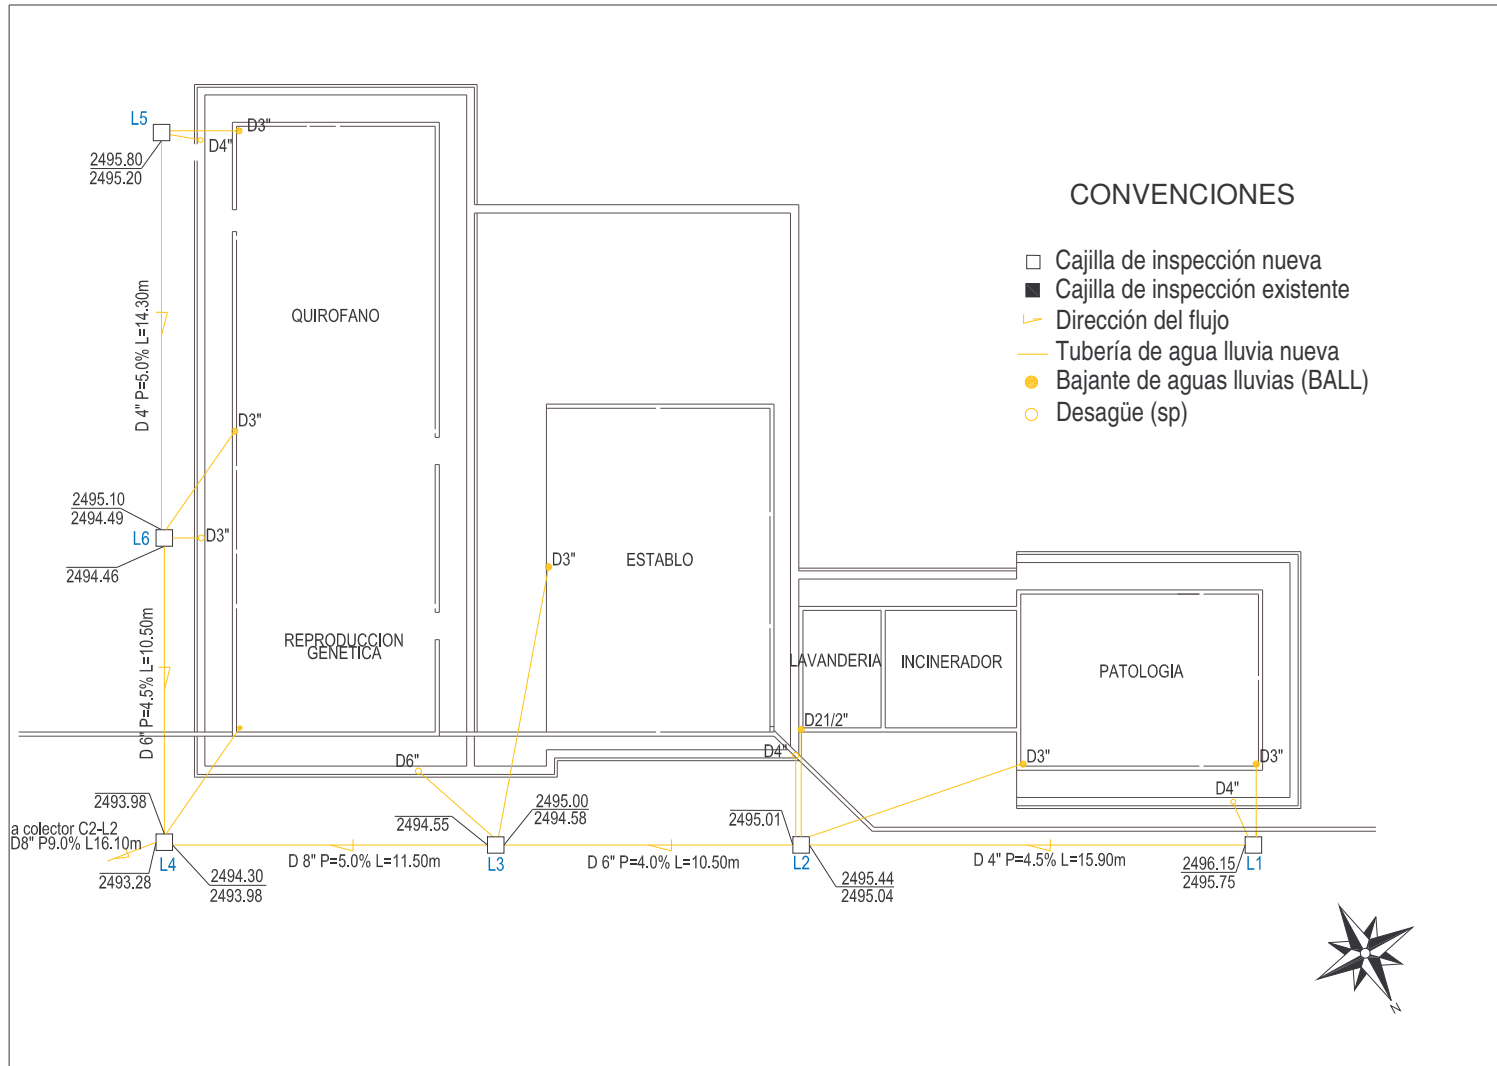 L5
D3"
D4"
2495.80
2495.20
CONVENCIONES
Cajilla de inspección nueva
Cajilla de inspección existente
Dirección del flujo
Tubería de agua lluvia nueva
Bajante de aguas lluvias (BALL)
Desagüe (sp)
D 4" P=5.0% L=14.30m
QUIROFANO
D3"
2495.10
2494.49
L6
D3"
2494.46
D3"
ESTABLO
D 6" P=4.5% L=10.50m
REPRODUCCION
GENETICA
LAVANDERIA
INCINERADOR
PATOLOGIA
D21/2"
D4"
D6"
D3"
D3"
D4"
2493.98
a colector C2-L2
D8" P9.0% L16.10m
L4
2493.28
2494.30
2493.98
D 8" P=5.0% L=11.50m
2494.55
2495.00
2494.58
L3
D 6" P=4.0% L=10.50m
2495.01
L2
2495.44
2495.04
D 4" P=4.5% L=15.90m
2496.15
2495.75
L1
N